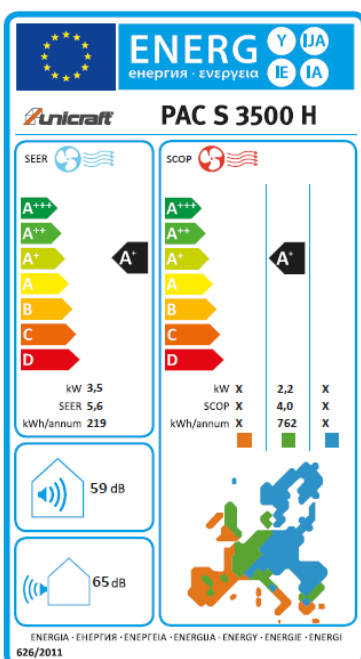 ENERG Y IJA
енергия · ενεργεια IE IA
unicraft PAC S 3500 H
SEER
A+++
A++
A+
A
B
C
D
A+
kW 3,5
SEER 5,6
kWh/annum 219
SCOP
A+++
A++
A+
A
B
C
D
A+
kW X 2,2 X
SCOP X 4,0 X
kWh/annum X 762 X
59 dB
65 dB
ENERGIA · ЕНЕРГИЯ · ΕΝΕΡΓΕΙΑ · ENERGIJA · ENERGY · ENERGIE · ENERGI
626/2011